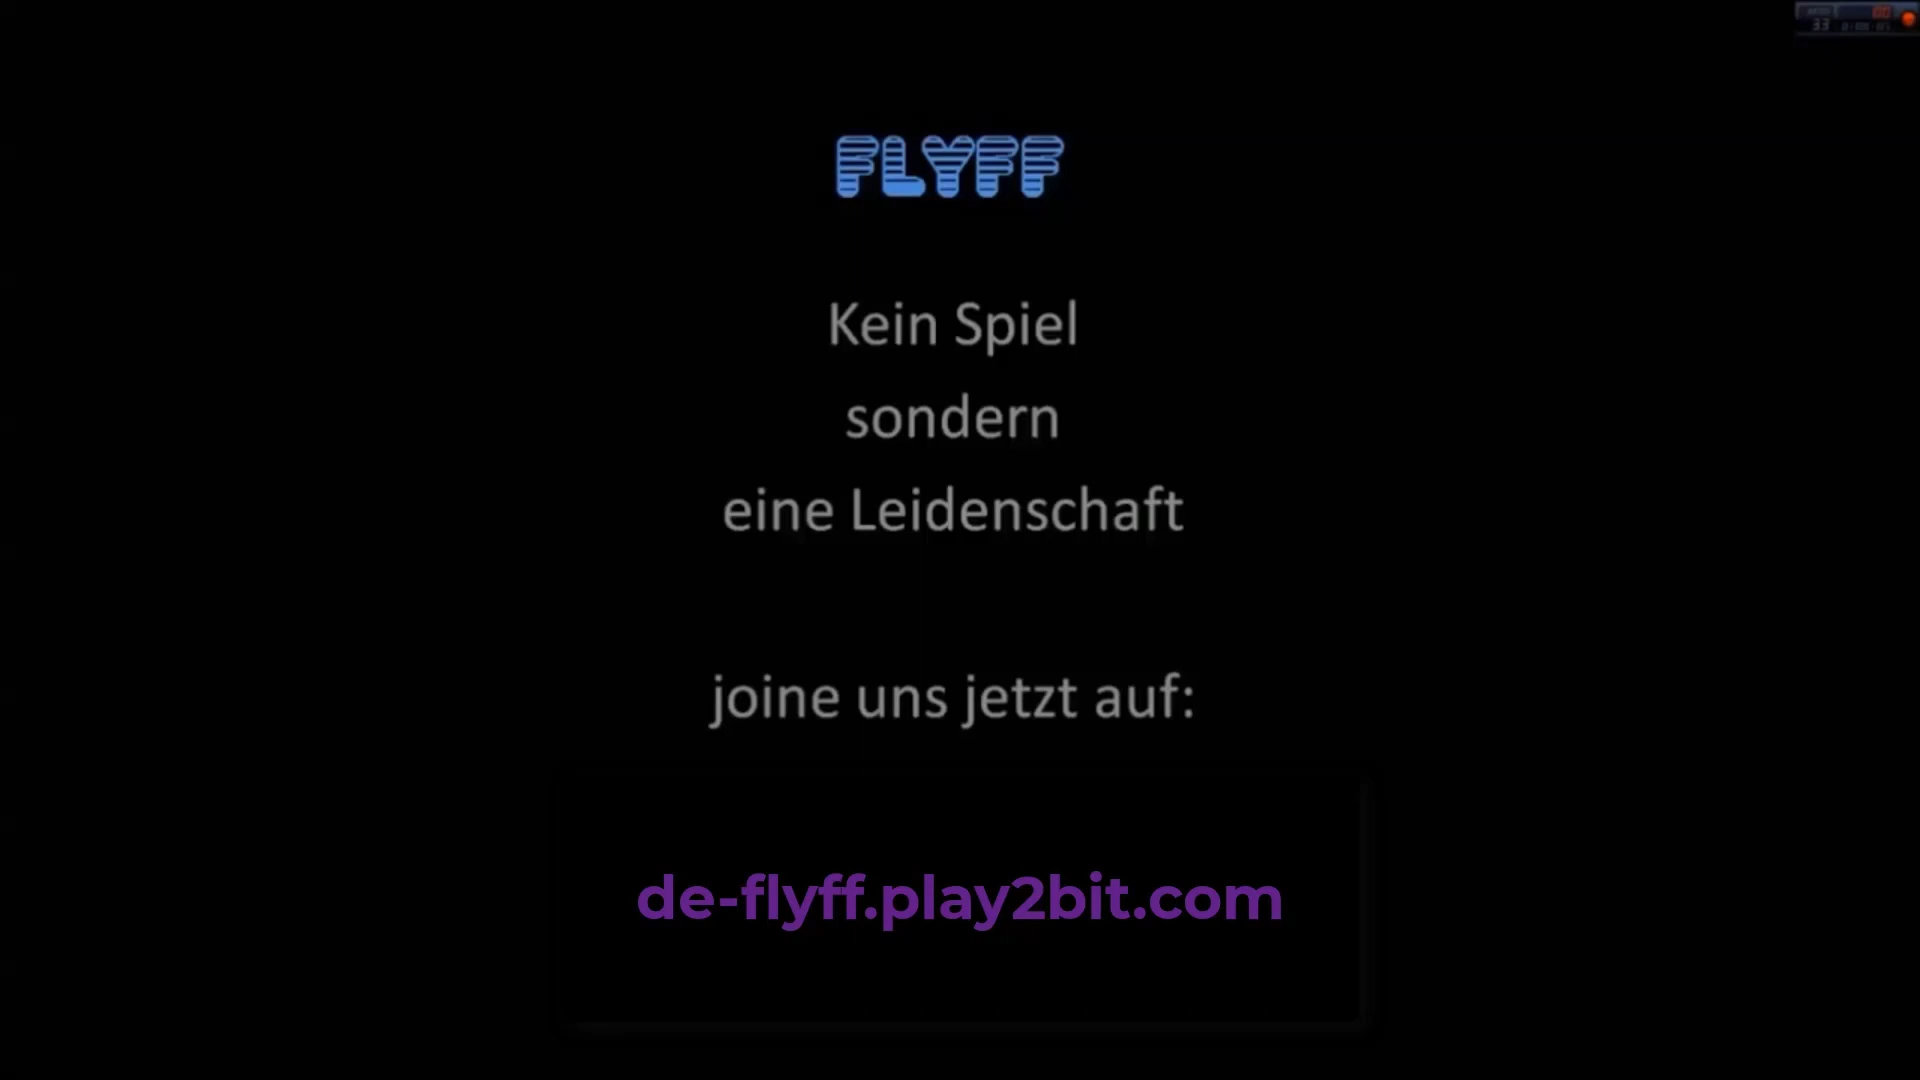 FLYFF
Kein Spiel
sondern
eine Leidenschaft
joine uns jetzt auf:
de-flyff.play2bit.com